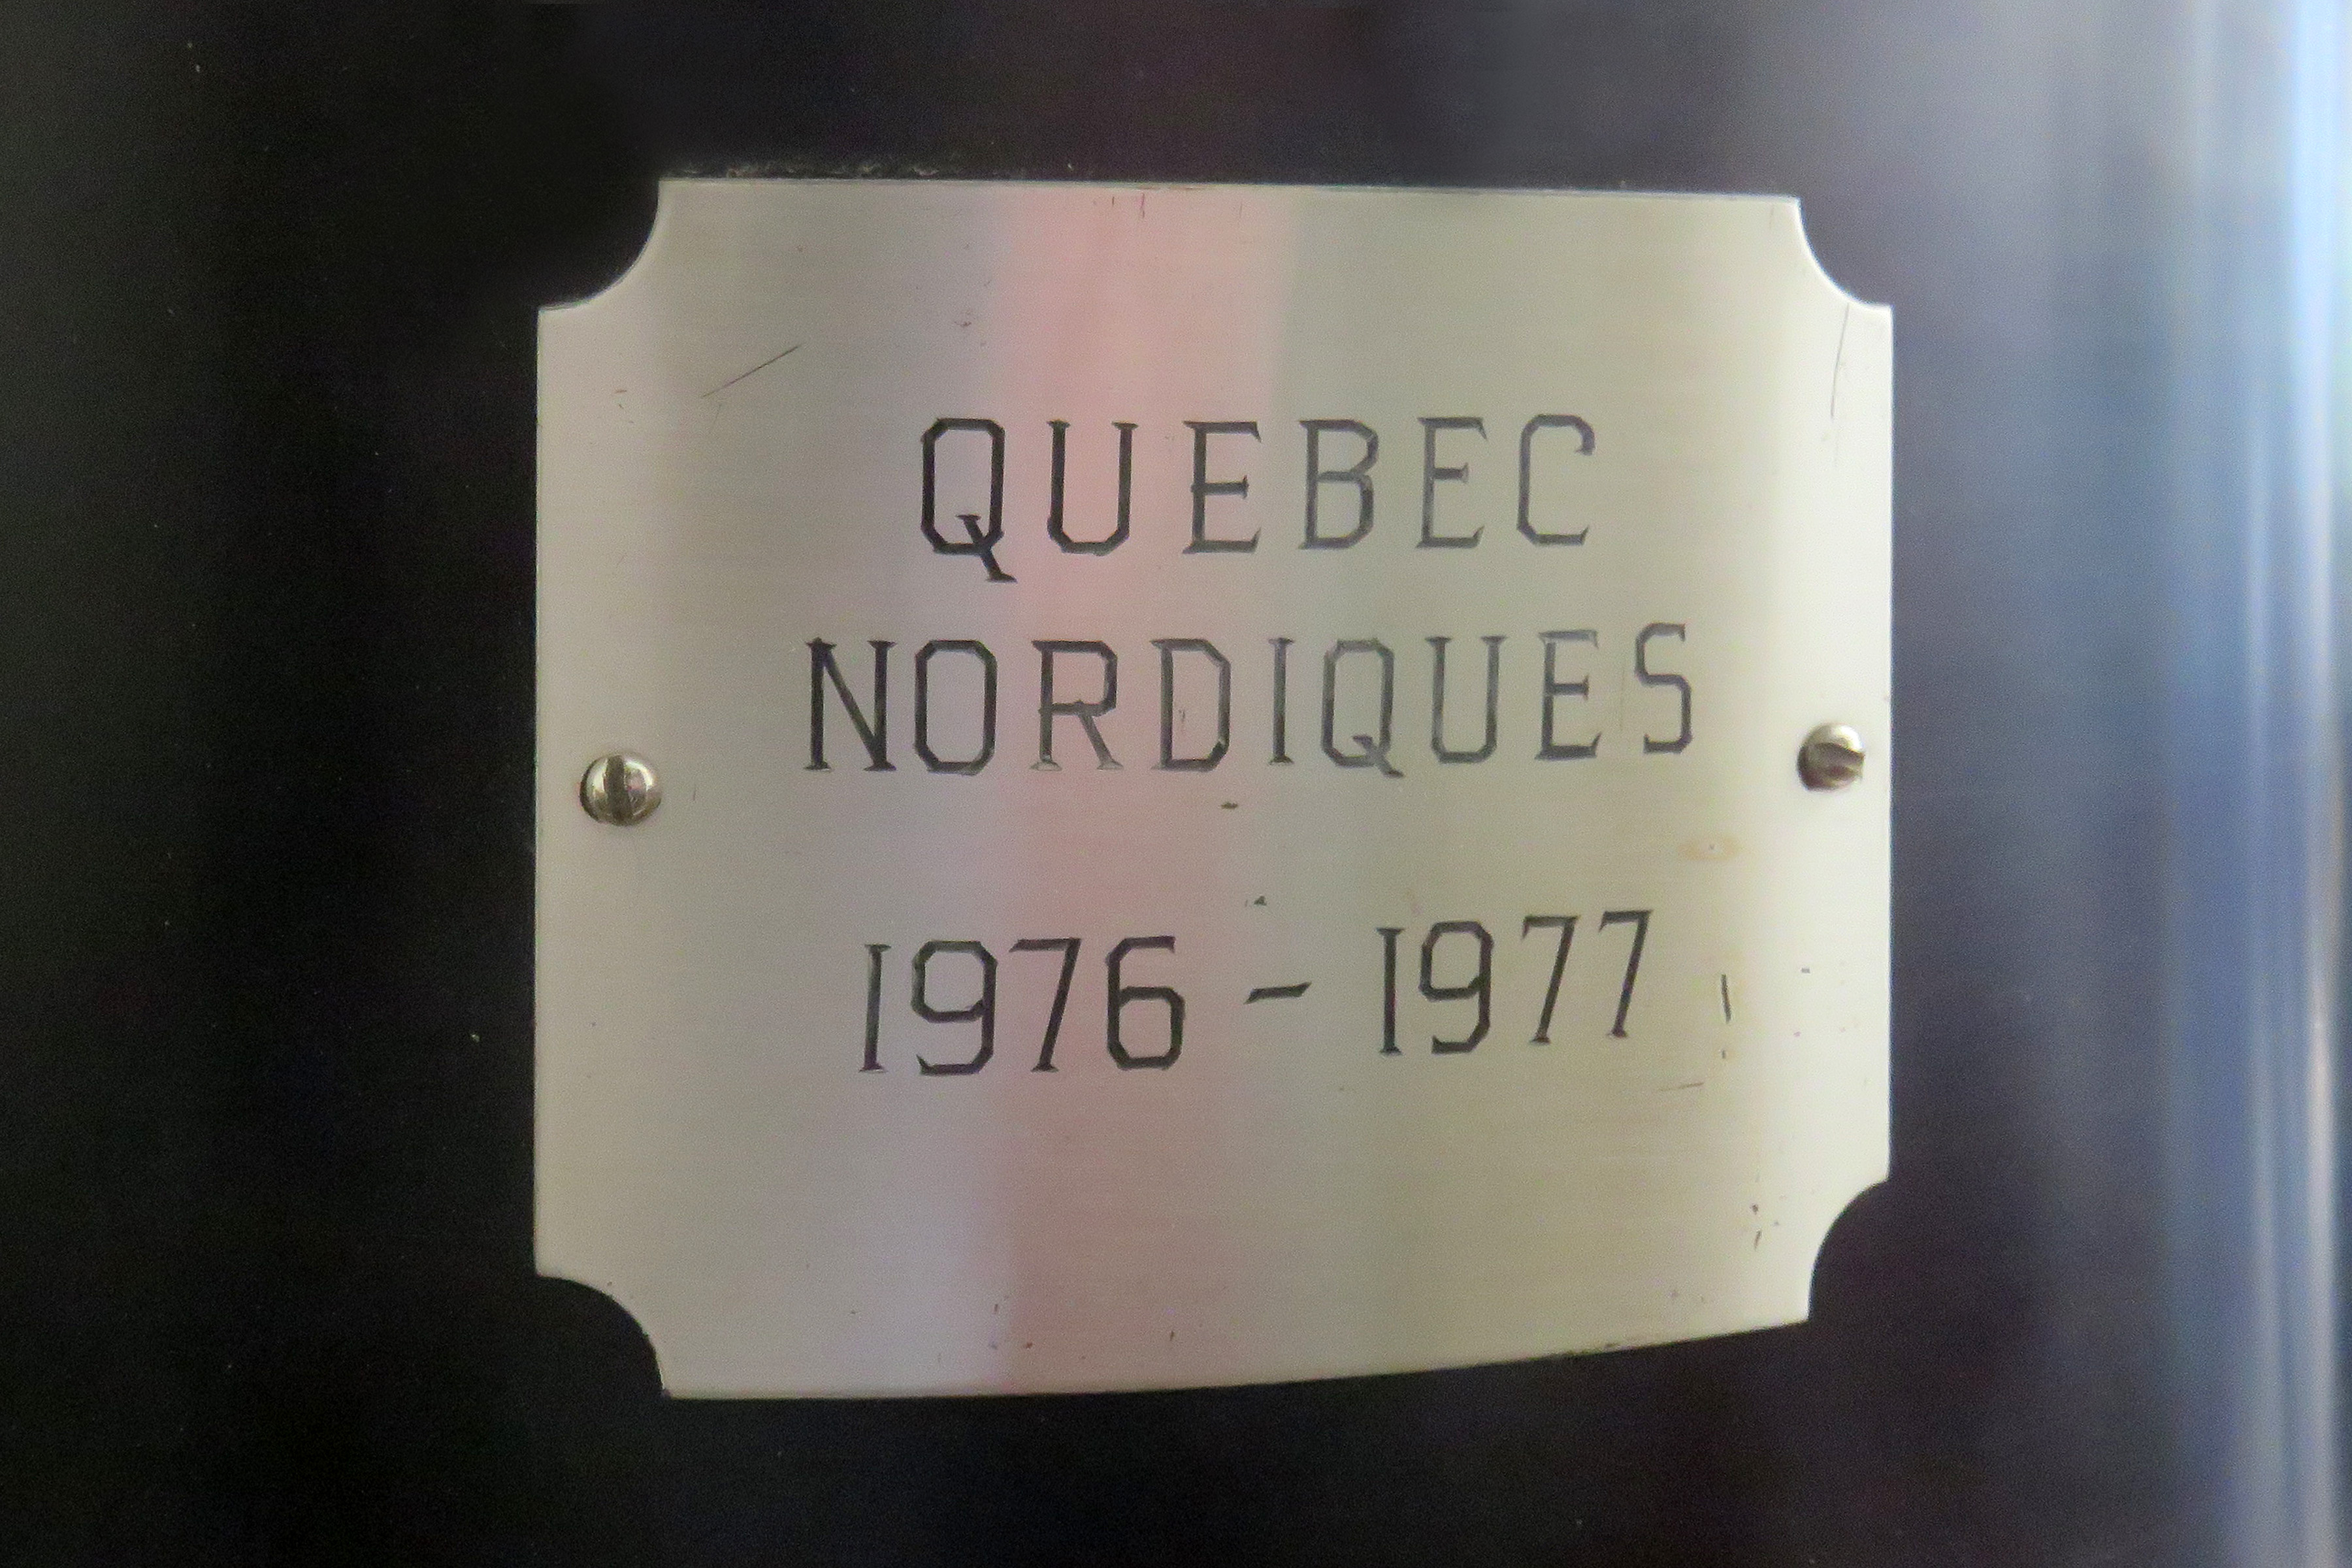 QUEBEC
NORDIQUES
1976 - 1977